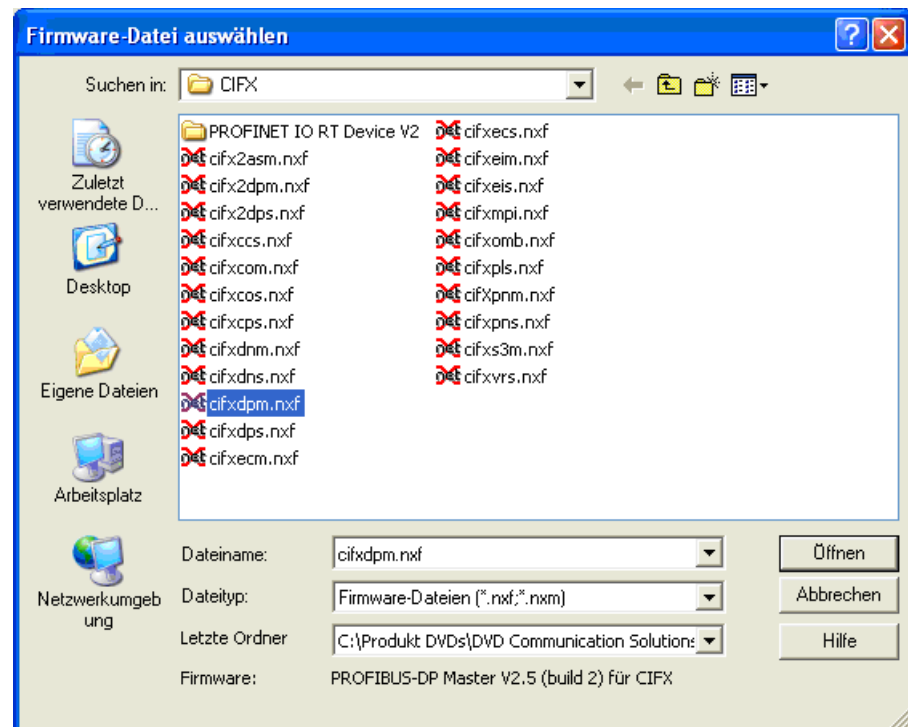 Firmware-Datei auswählen
Suchen in:
CIFX
Zuletzt
verwendete D...
Desktop
Eigene Dateien
Arbeitsplatz
Netzwerkumgeb
ung
PROFINET IO RT Device V2
cifx2asm.nxf
cifx2dpm.nxf
cifx2dps.nxf
cifxccs.nxf
cifxcom.nxf
cifxcos.nxf
cifxcps.nxf
cifxdnm.nxf
cifxdns.nxf
cifxdpm.nxf
cifxdps.nxf
cifxecm.nxf
cifxecs.nxf
cifxeim.nxf
cifxeis.nxf
cifxmpi.nxf
cifxomb.nxf
cifxpls.nxf
cifXpnm.nxf
cifxpns.nxf
cifxs3m.nxf
cifxvrs.nxf
Dateiname:
cifxdpm.nxf
Öffnen
Dateityp:
Firmware-Dateien (*.nxf;*.nxm)
Abbrechen
Letzte Ordner
C:\Produkt DVDs\DVD Communication Solutions
Hilfe
Firmware:
PROFIBUS-DP Master V2.5 (build 2) für CIFX